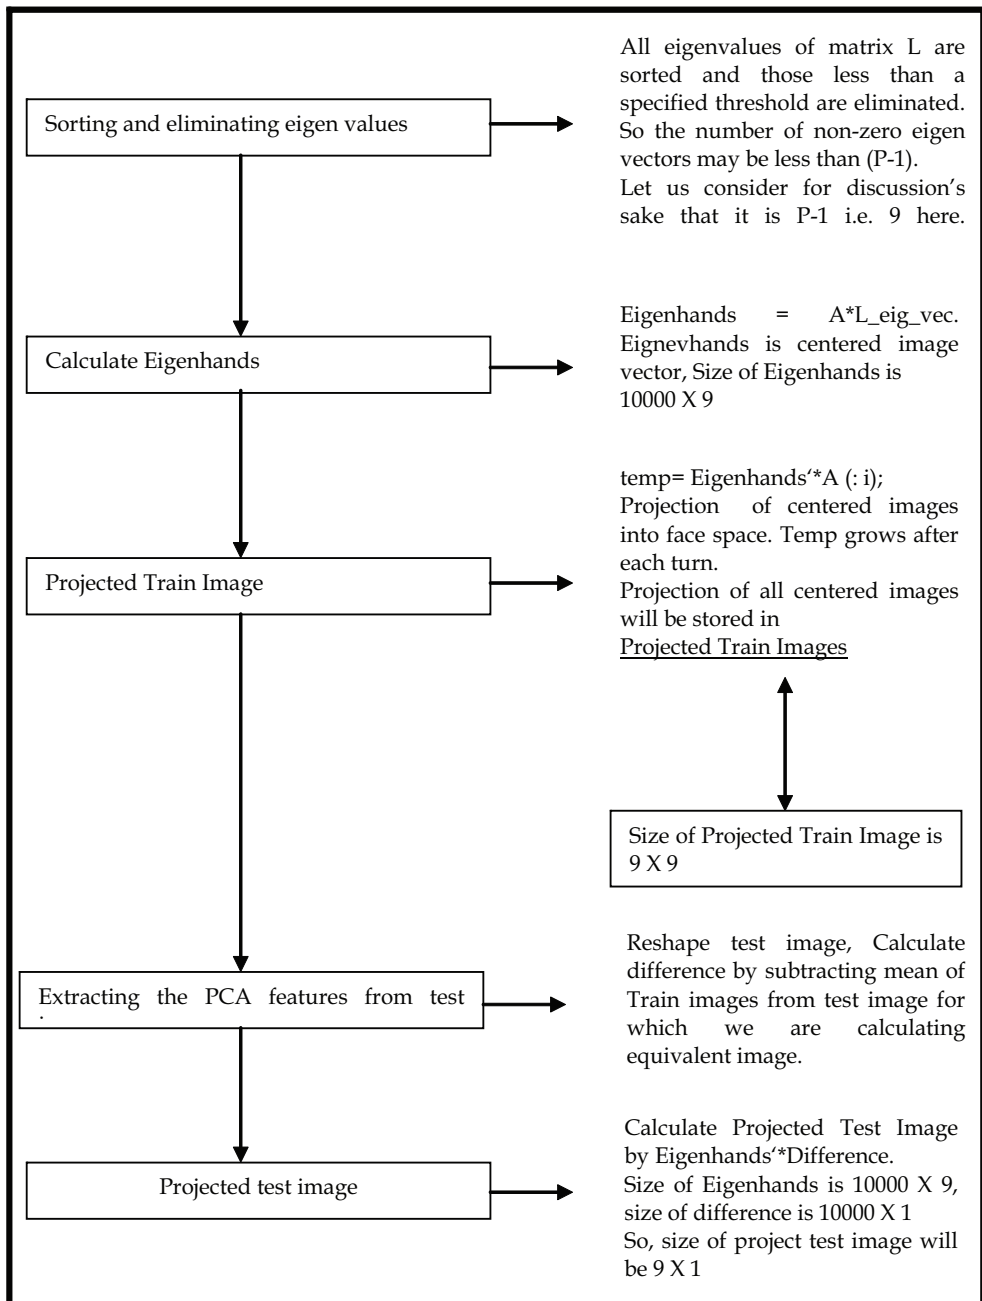 All eigenvalues of matrix L are
sorted and those less than a
specified threshold are eliminated.
So the number of non-zero eigen
vectors may be less than (P-1).
Let us consider for discussion's
sake that it is P-1 i.e. 9 here.
Sorting and eliminating eigen values
Eigenhands = A*L_eig_vec.
Eignevhands is centered image
vector, Size of Eigenhands is
10000 X 9
Calculate Eigenhands
temp= Eigenhands‘*A (: i);
Projection of centered images
into face space. Temp grows after
each turn.
Projection of all centered images
will be stored in
Projected Train Images
Projected Train Image
Size of Projected Train Image is
9 X 9
Reshape test image, Calculate
difference by subtracting mean of
Train images from test image for
which we are calculating
equivalent image.
Extracting the PCA features from test
Calculate Projected Test Image
by Eigenhands‘*Difference.
Size of Eigenhands is 10000 X 9,
size of difference is 10000 X 1
So, size of project test image will
be 9 X 1
Projected test image